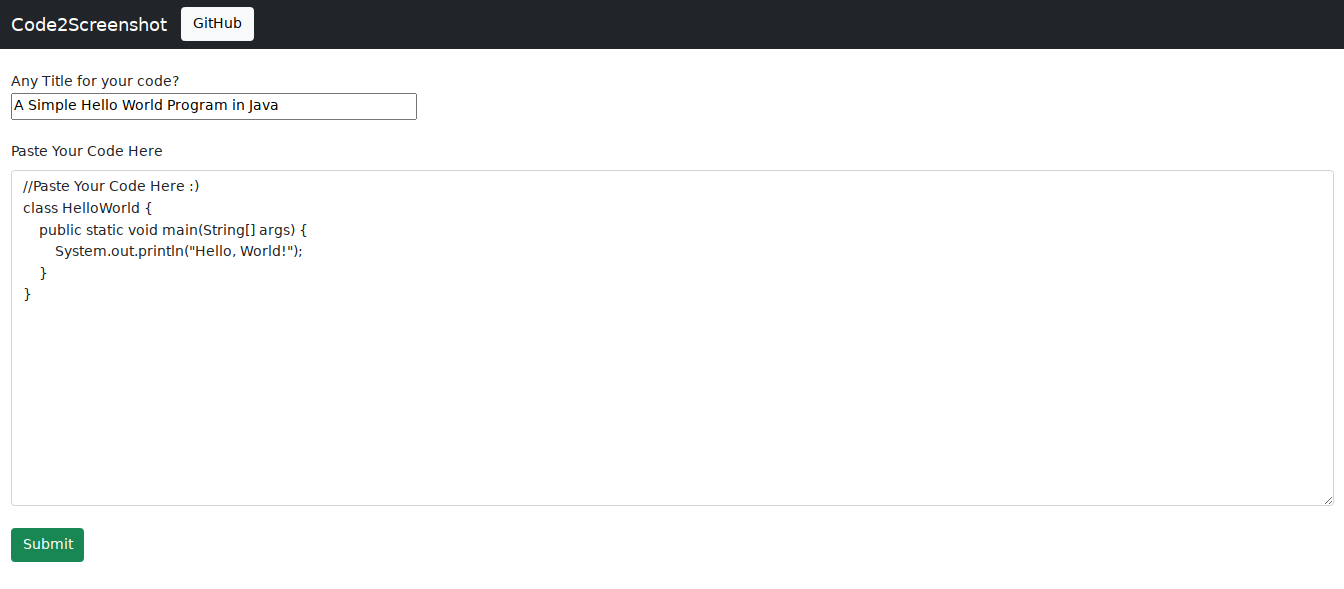 Code2Screenshot GitHub
Any Title for your code?
A Simple Hello World Program in Java
Paste Your Code Here
//Paste Your Code Here :)
class HelloWorld {
    public static void main(String[] args) {
        System.out.println("Hello, World!");
    }
}
Submit